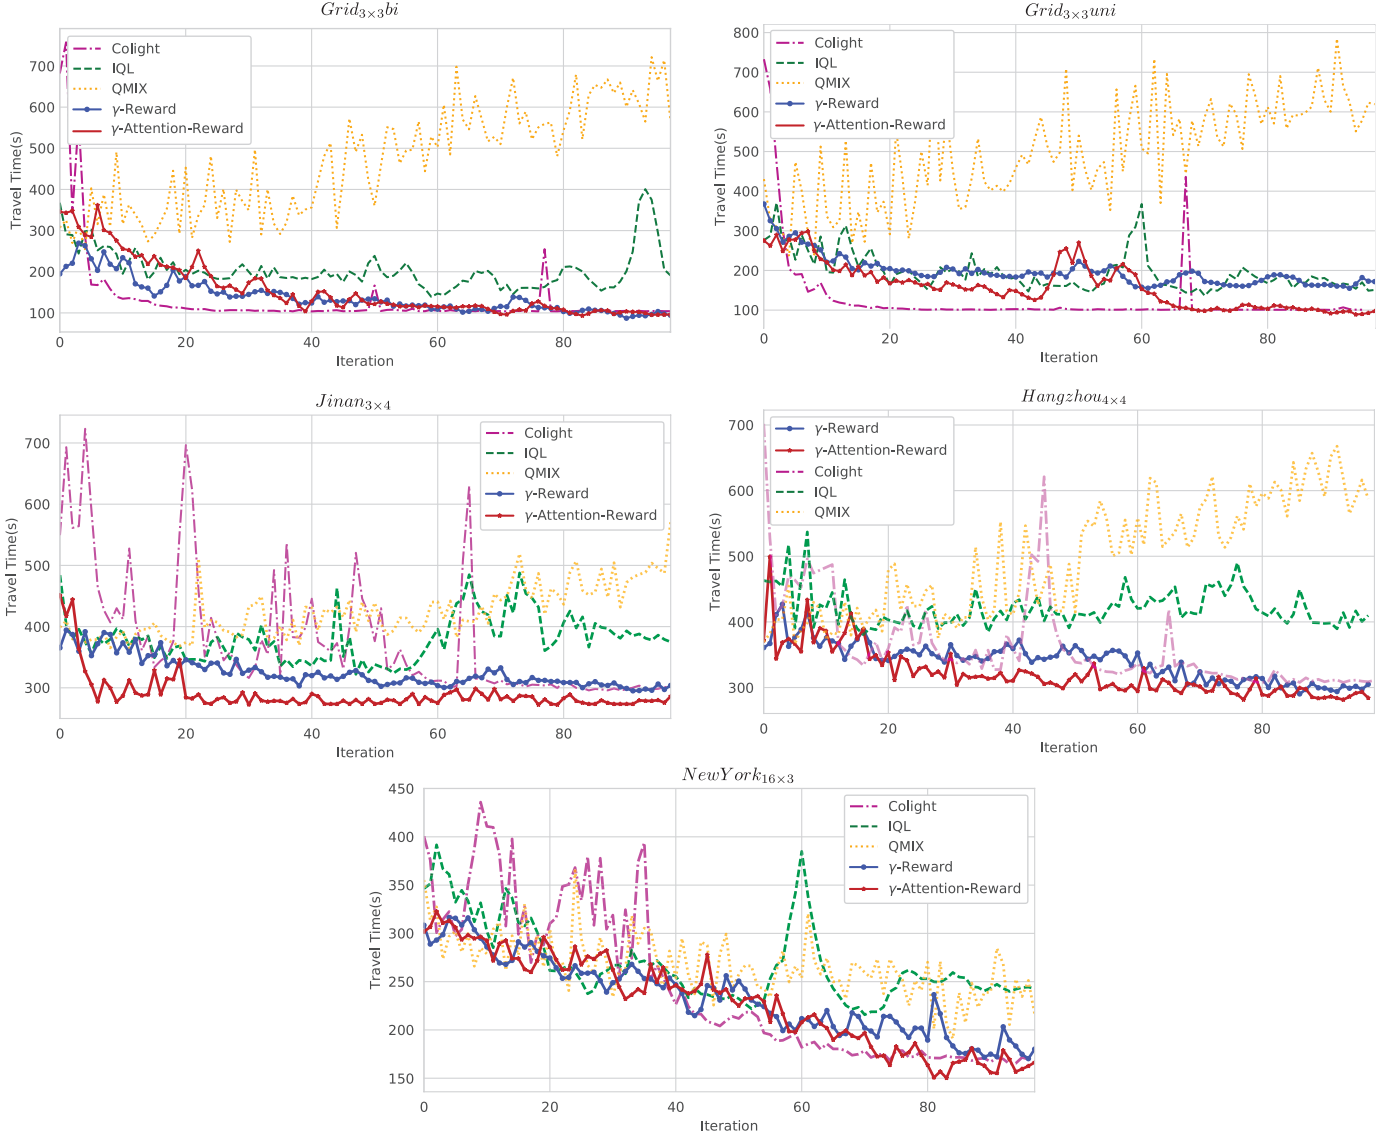 Grid3×3bi
Colight
IQL
QMIX
γ-Reward
γ-Attention-Reward
700
600
500
400
300
200
100
Travel Time(s)
0 20 40 60 80
Iteration
Grid3×3uni
Colight
IQL
QMIX
γ-Reward
γ-Attention-Reward
800
700
600
500
400
300
200
100
Travel Time(s)
0 20 40 60 80
Iteration
Jinan3×4
Colight
IQL
QMIX
γ-Reward
γ-Attention-Reward
700
600
500
400
300
Travel Time(s)
0 20 40 60 80
Iteration
Hangzhou4×4
γ-Reward
γ-Attention-Reward
Colight
IQL
QMIX
700
600
500
400
300
Travel Time(s)
0 20 40 60 80
Iteration
NewYork16×3
Colight
IQL
QMIX
γ-Reward
γ-Attention-Reward
450
400
350
300
250
200
150
Travel Time(s)
0 20 40 60 80
Iteration